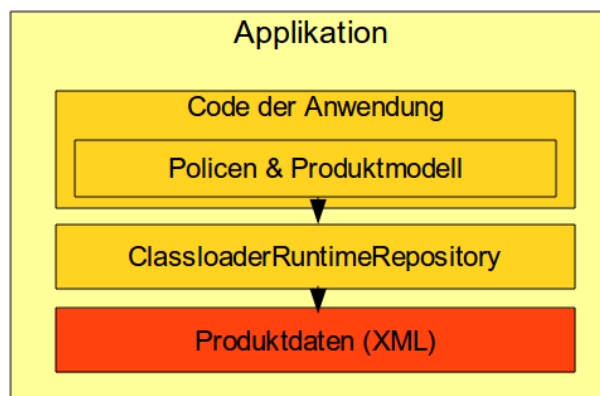 Applikation
Code der Anwendung
Policen & Produktmodell
ClassloaderRuntimeRepository
Produktdaten (XML)